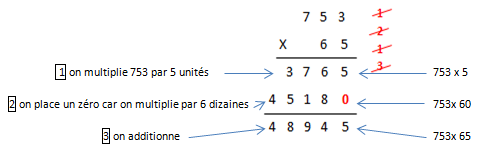 7 5 3
1
2
X 6 5
1
3
1 on multiplie 753 par 5 unités 3 7 6 5 753 x 5
2 on place un zéro car on multiplie par 6 dizaines 4 5 1 8 0 753x 60
3 on additionne 4 8 9 4 5 753x 65